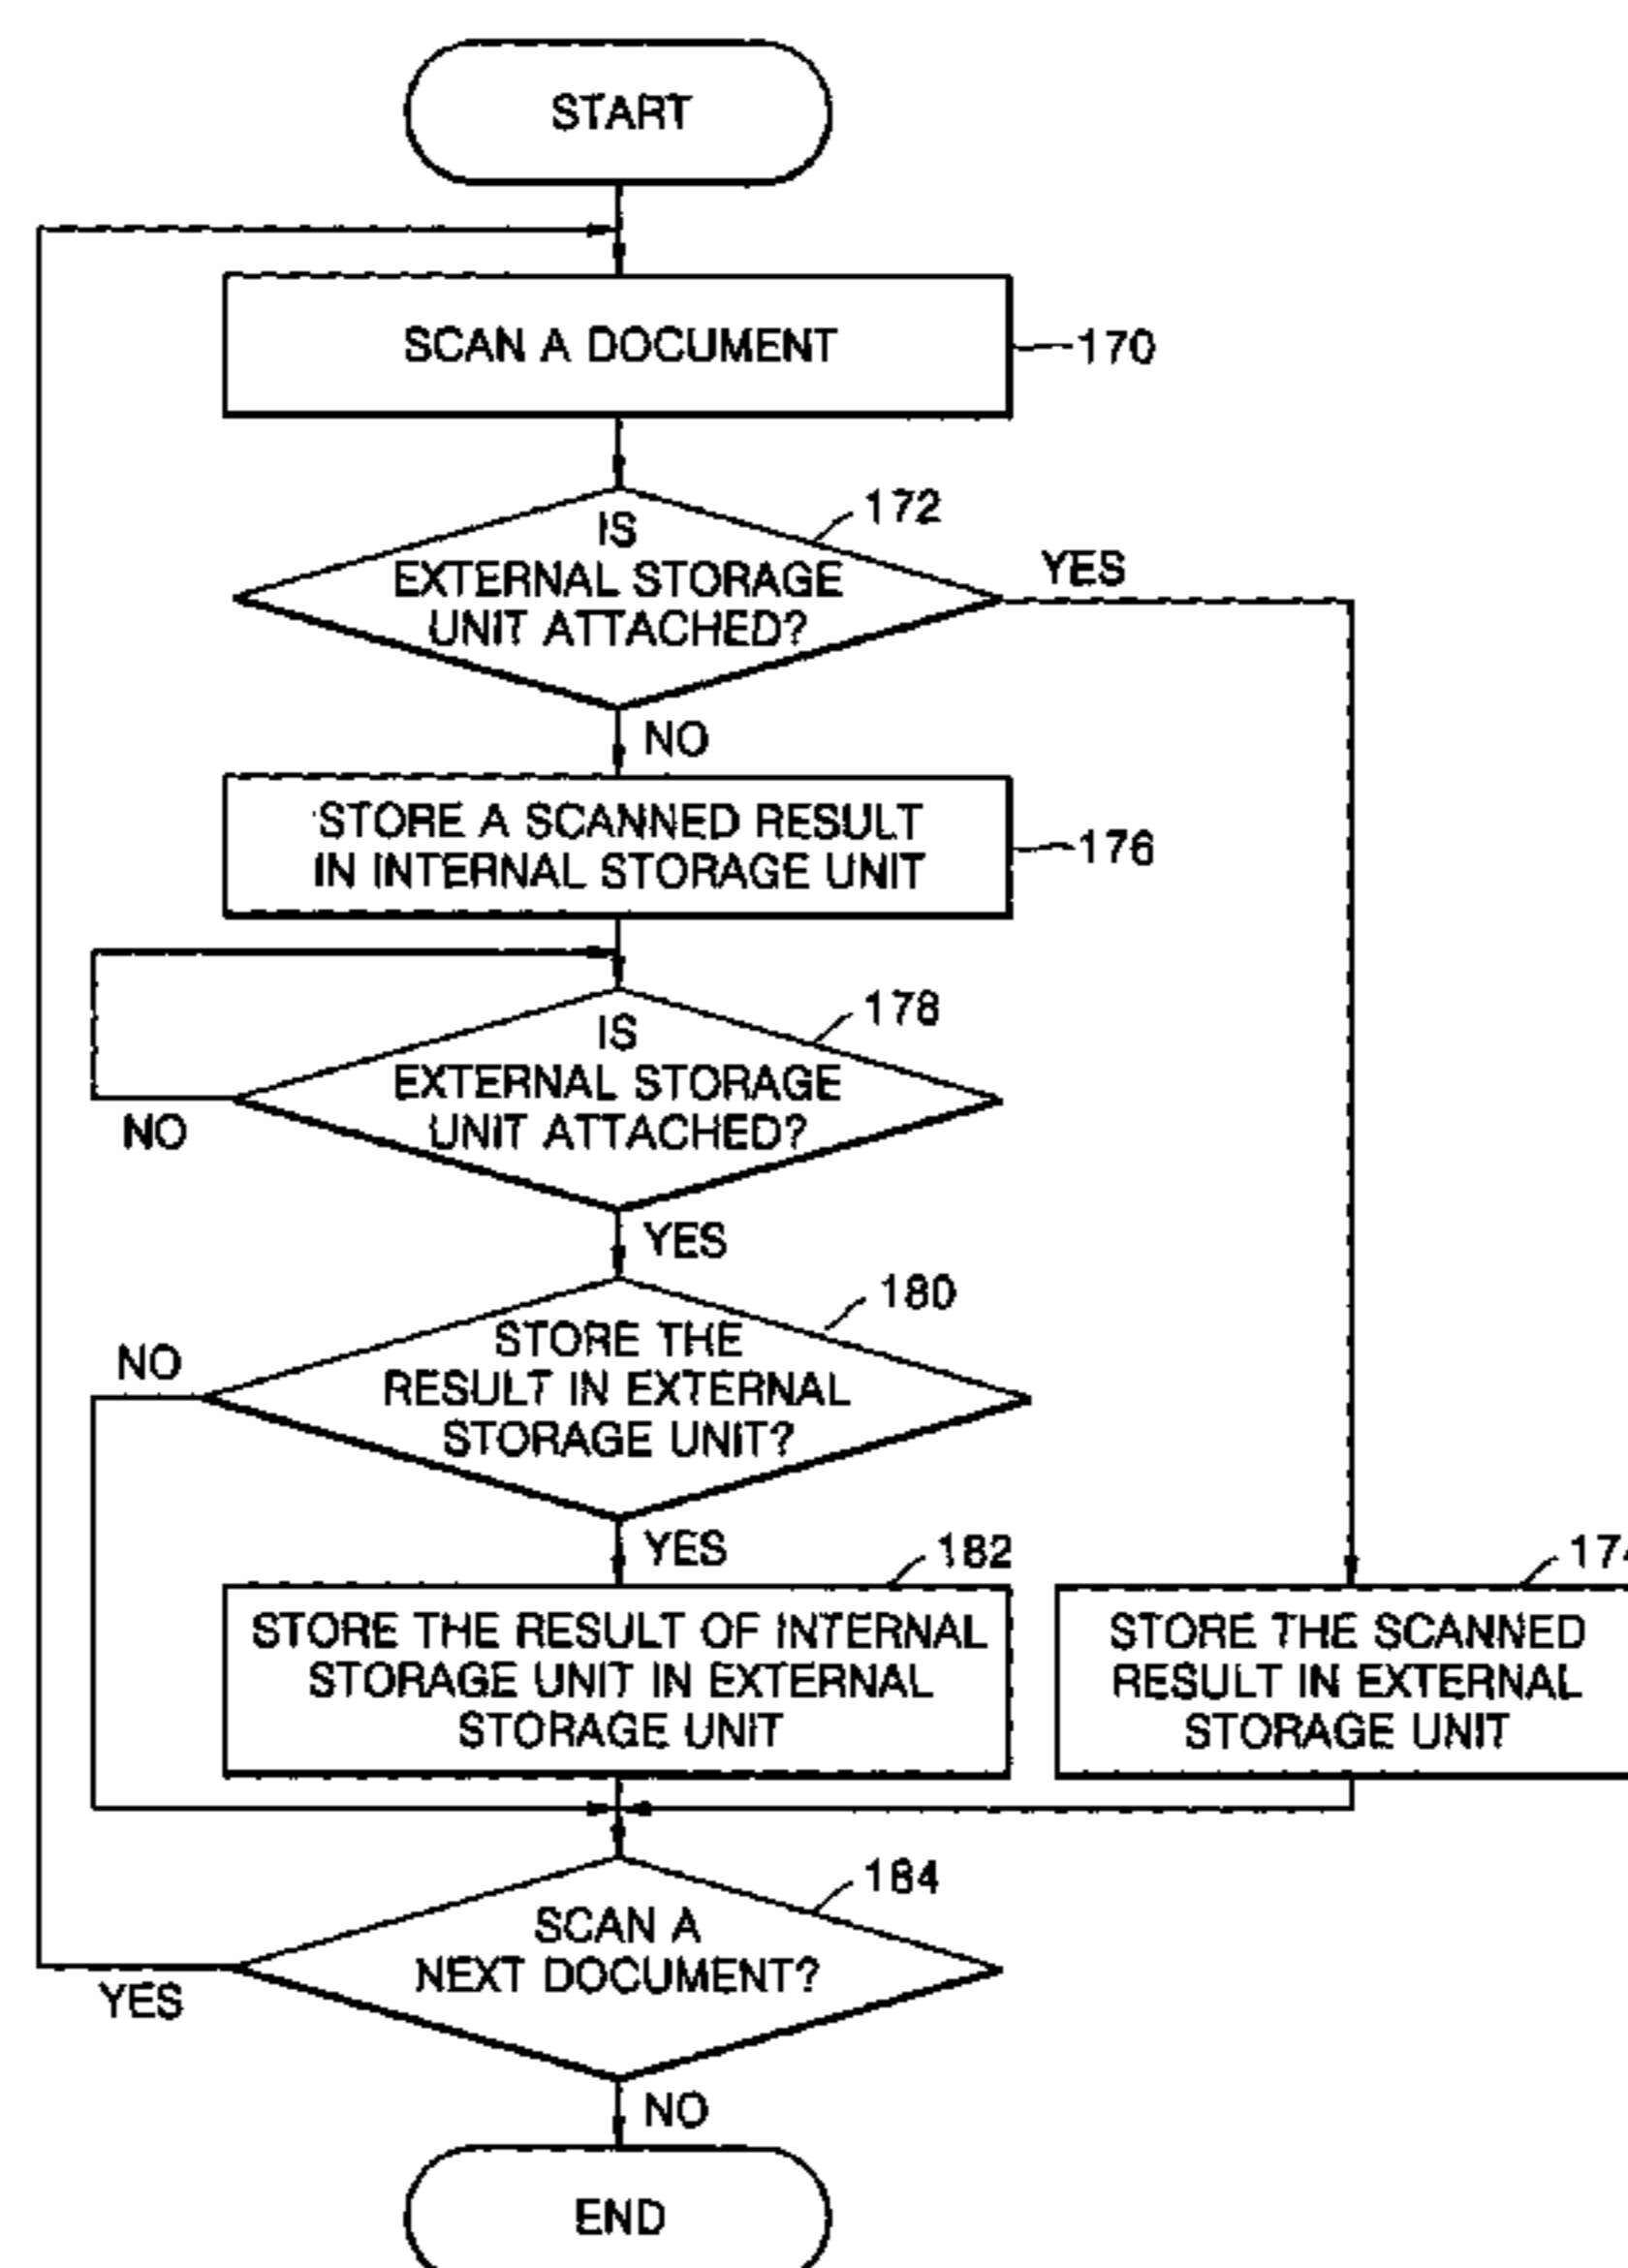 START
SCAN A DOCUMENT
170
172
IS
EXTERNAL STORAGE
UNIT ATTACHED?
YES
NO
STORE A SCANNED RESULT
IN INTERNAL STORAGE UNIT
176
178
IS
EXTERNAL STORAGE
UNIT ATTACHED?
NO
YES
180
STORE THE
RESULT IN EXTERNAL
STORAGE UNIT?
NO
YES
182
STORE THE RESULT OF INTERNAL
STORAGE UNIT IN EXTERNAL
STORAGE UNIT
174
STORE THE SCANNED
RESULT IN EXTERNAL
STORAGE UNIT
184
SCAN A
NEXT DOCUMENT?
YES
NO
END